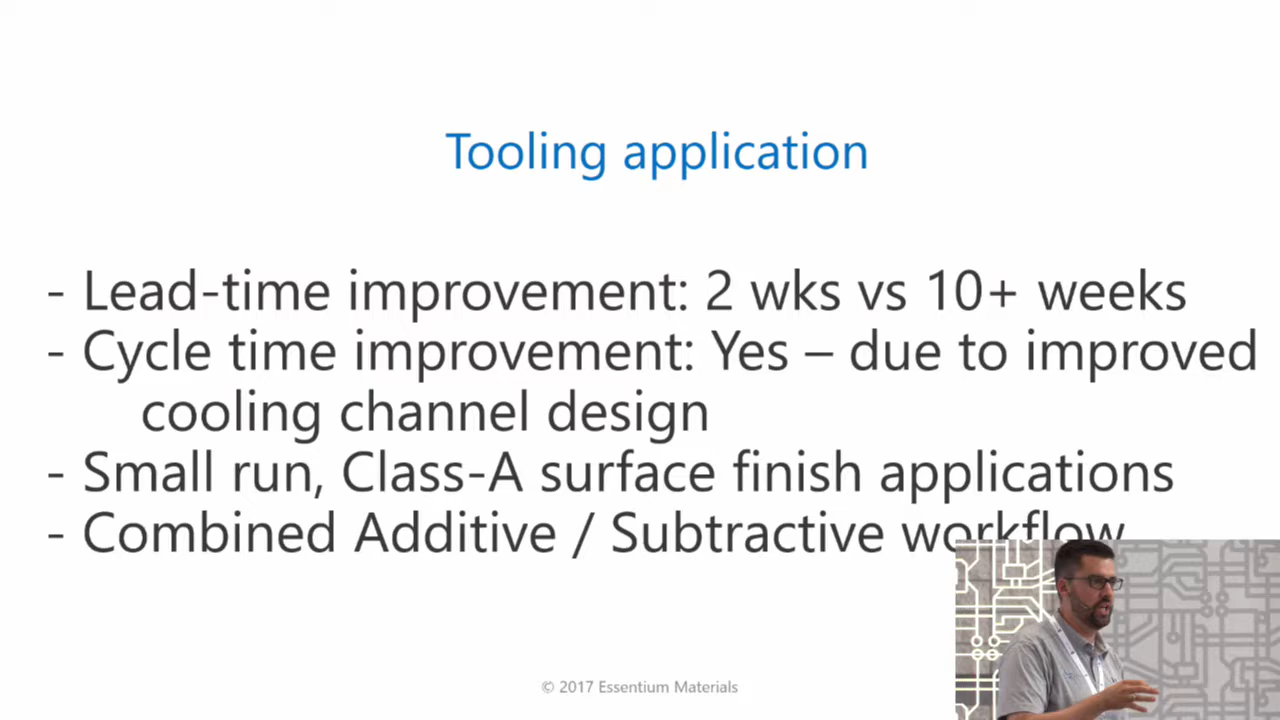 Tooling application
- Lead-time improvement: 2 wks vs 10+ weeks
- Cycle time improvement: Yes – due to improved
cooling channel design
- Small run, Class-A surface finish applications
- Combined Additive / Subtractive workflow
© 2017 Essentium Materials